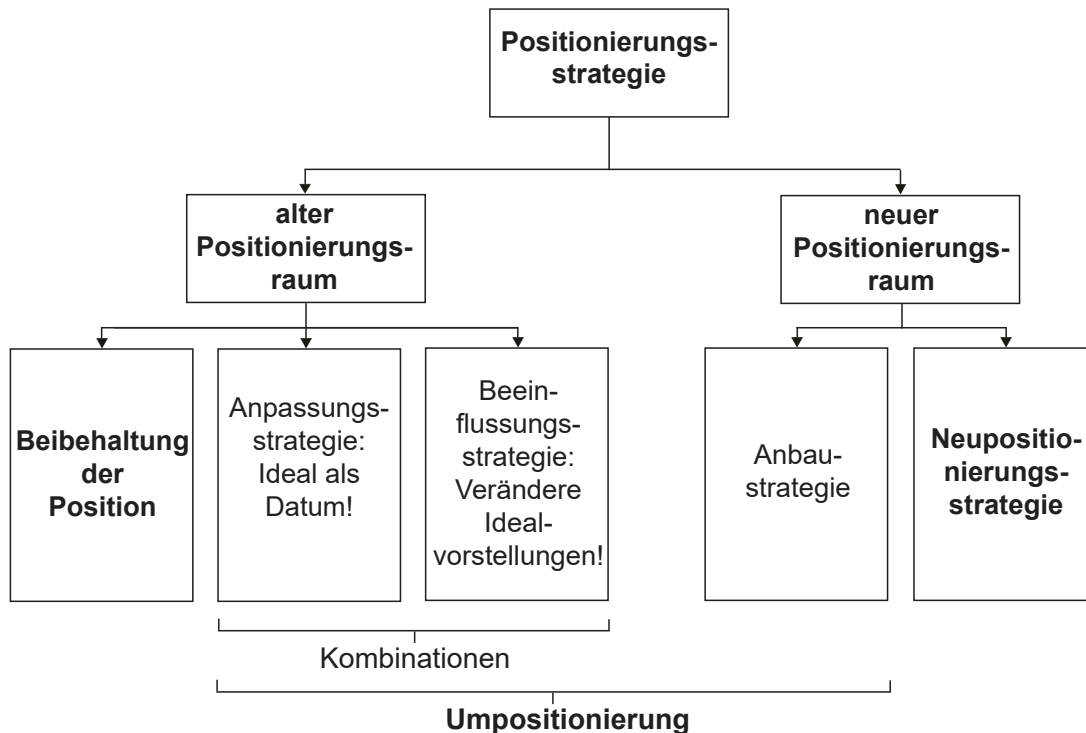 Positionierungs-
strategie
alter
Positionierungs-
raum
neuer
Positionierungs-
raum
Beibehaltung
der
Position
Anpassungs-
strategie:
Ideal als
Datum!
Beein-
flussungs-
strategie:
Verändere
Ideal-
vorstellungen!
Anbau-
strategie
Neupositio-
nierungs-
strategie
Kombinationen
Umpositionierung